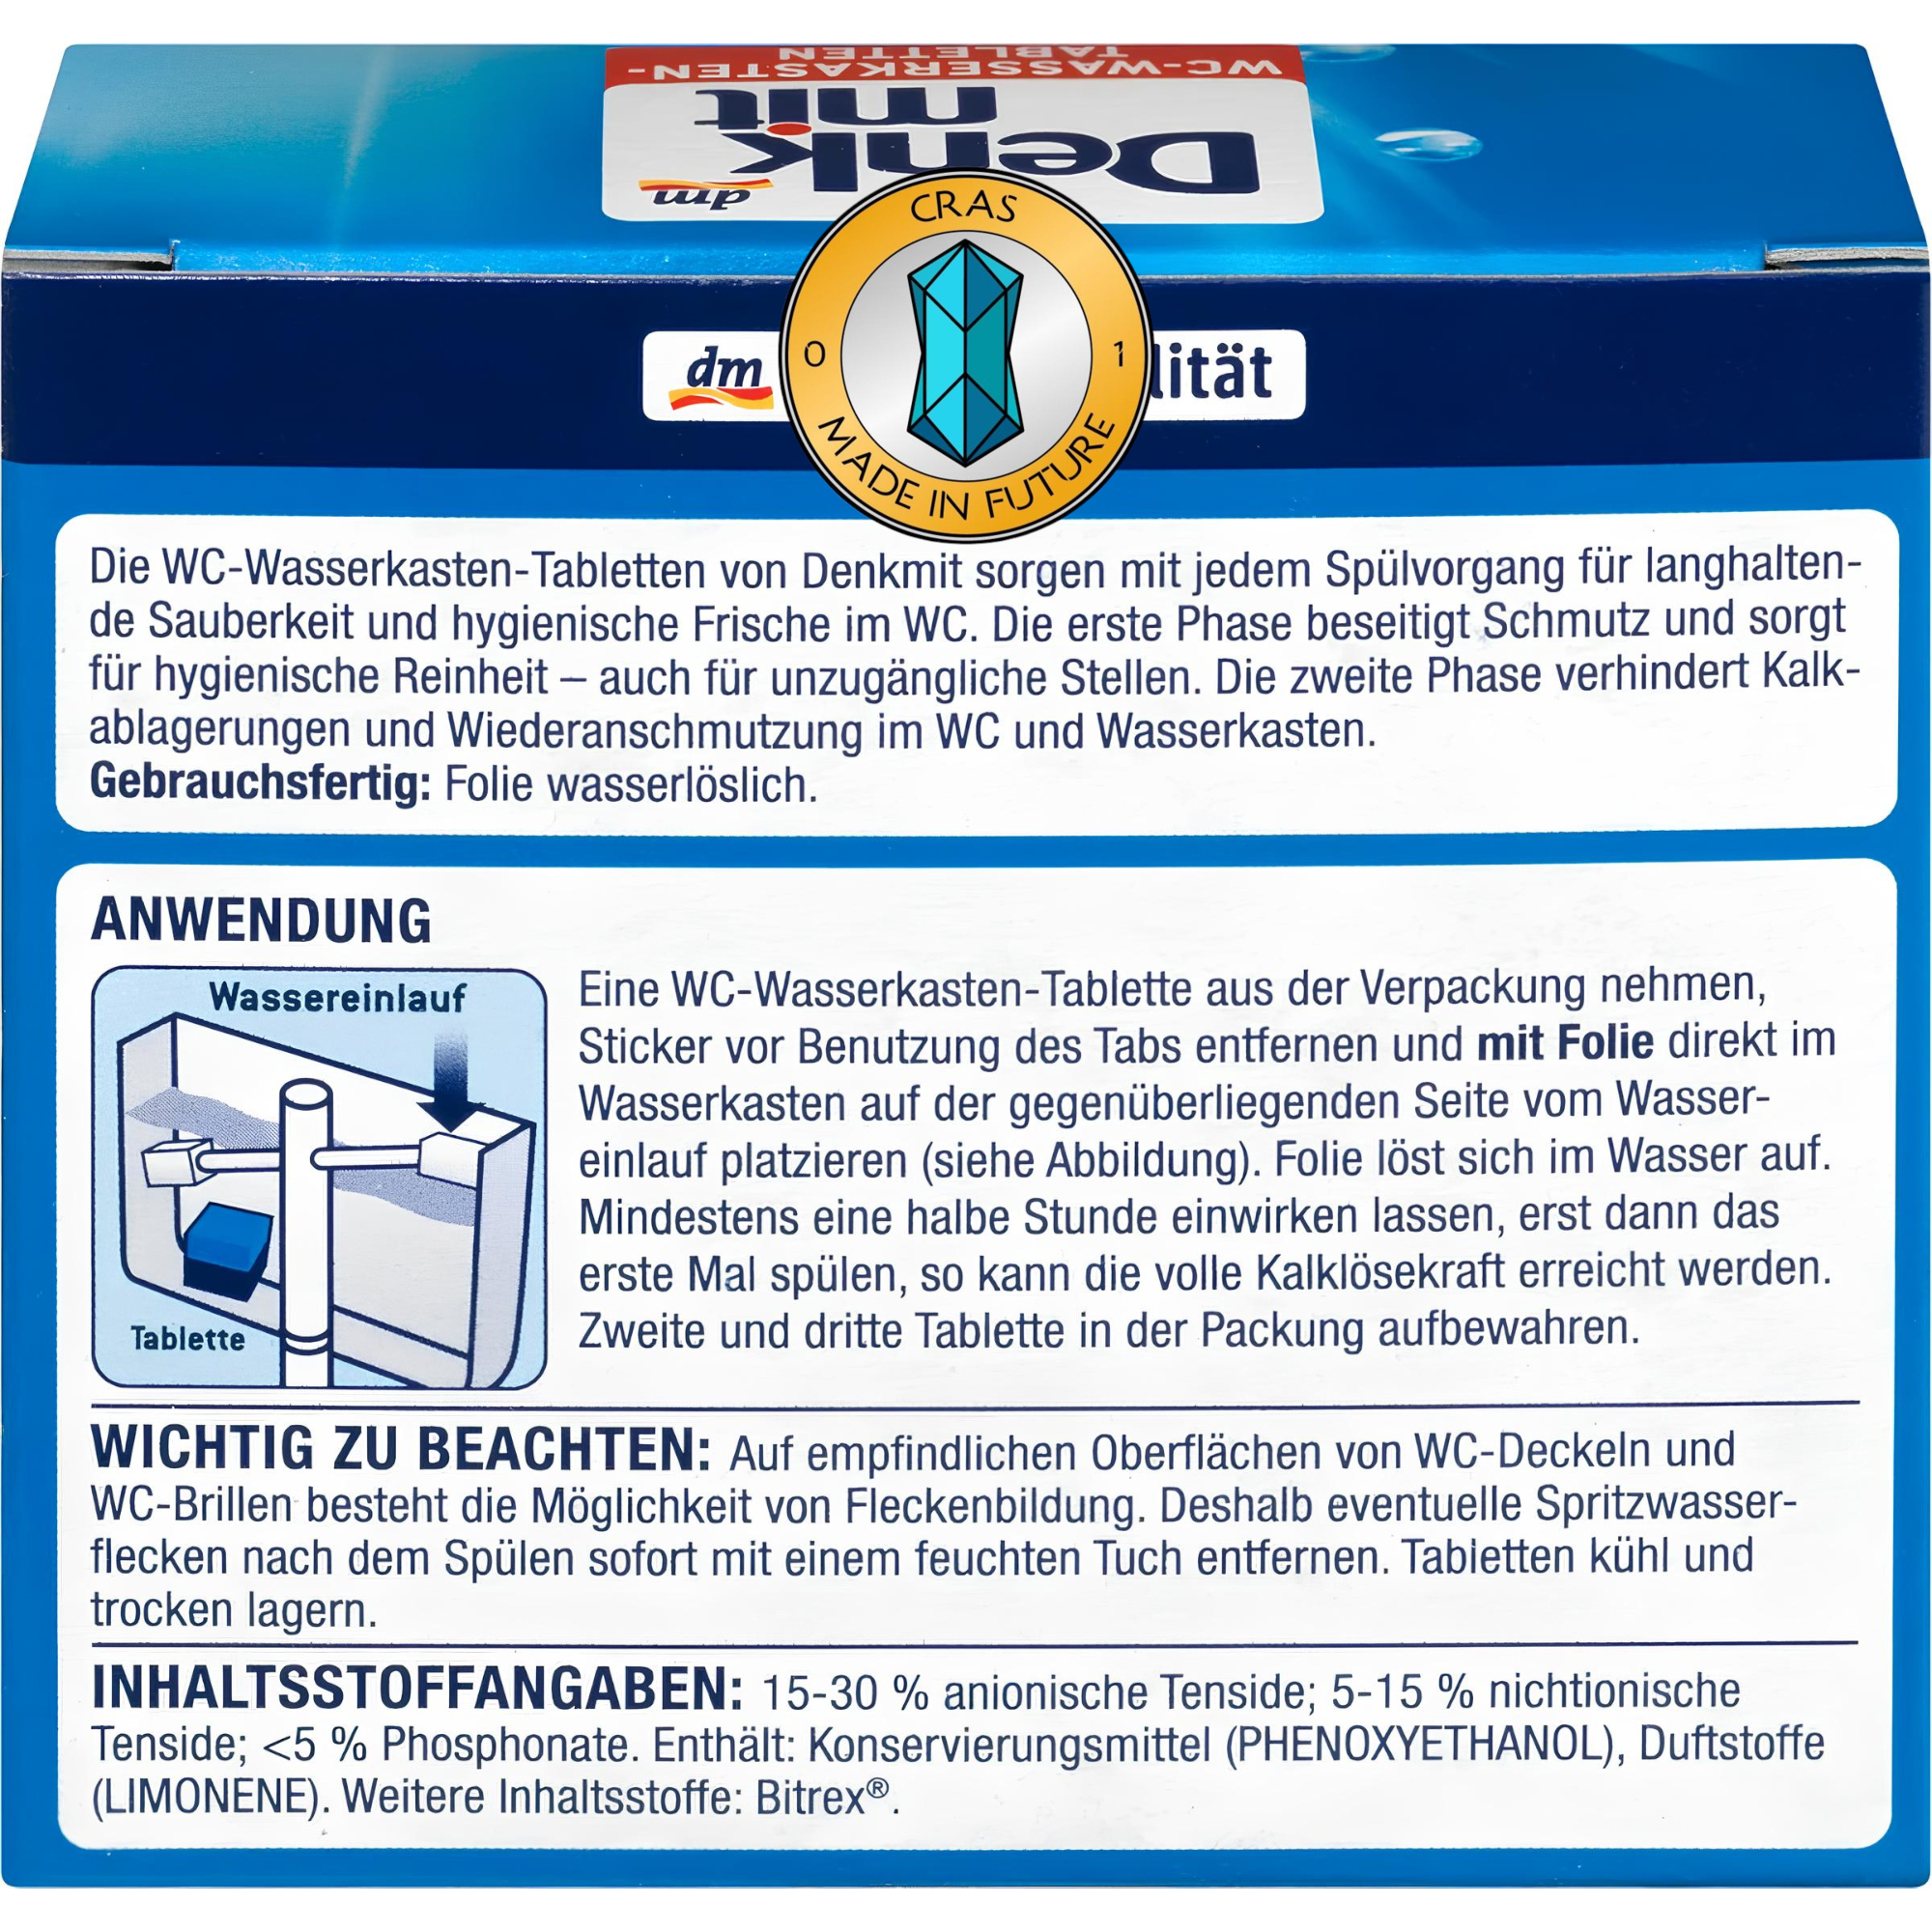 WC-WASSERKASTEN-
TABLETTEN
Denk
mit
dm
CRAS
0 1
MADE IN FUTURE
dm
lität
Die WC-Wasserkasten-Tabletten von Denkmit sorgen mit jedem Spülvorgang für langhalten-
de Sauberkeit und hygienische Frische im WC. Die erste Phase beseitigt Schmutz und sorgt
für hygienische Reinheit – auch für unzugängliche Stellen. Die zweite Phase verhindert Kalk-
ablagerungen und Wiederanschmutzung im WC und Wasserkasten.
Gebrauchsfertig: Folie wasserlöslich.
ANWENDUNG
Wassereinlauf
Tablette
Eine WC-Wasserkasten-Tablette aus der Verpackung nehmen,
Sticker vor Benutzung des Tabs entfernen und mit Folie direkt im
Wasserkasten auf der gegenüberliegenden Seite vom Wasser-
einlauf platzieren (siehe Abbildung). Folie löst sich im Wasser auf.
Mindestens eine halbe Stunde einwirken lassen, erst dann das
erste Mal spülen, so kann die volle Kalklösekraft erreicht werden.
Zweite und dritte Tablette in der Packung aufbewahren.
WICHTIG ZU BEACHTEN: Auf empfindlichen Oberflächen von WC-Deckeln und
WC-Brillen besteht die Möglichkeit von Fleckenbildung. Deshalb eventuelle Spritzwasser-
flecken nach dem Spülen sofort mit einem feuchten Tuch entfernen. Tabletten kühl und
trocken lagern.
INHALTSSTOFFANGABEN: 15-30 % anionische Tenside; 5-15 % nichtionische
Tenside; <5 % Phosphonate. Enthält: Konservierungsmittel (PHENOXYETHANOL), Duftstoffe
(LIMONENE). Weitere Inhaltsstoffe: Bitrex®.